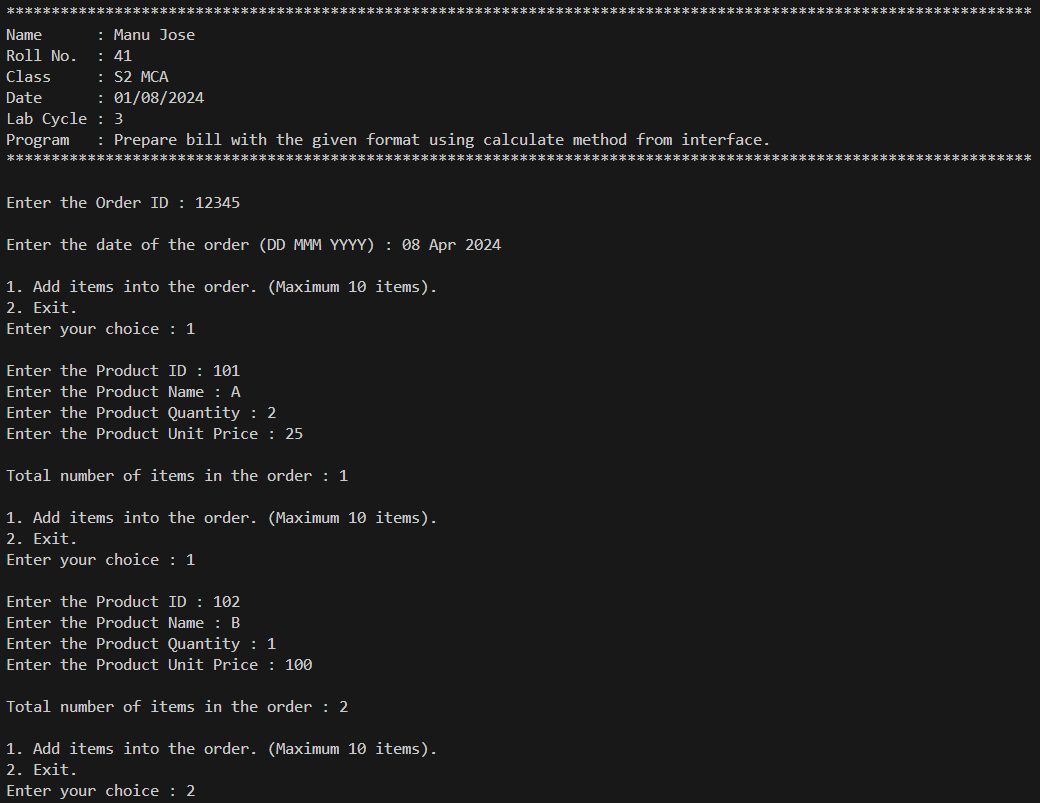 ******************************************************************************************************************
Name      : Manu Jose
Roll No.  : 41
Class     : S2 MCA
Date      : 01/08/2024
Lab Cycle : 3
Program   : Prepare bill with the given format using calculate method from interface.
******************************************************************************************************************
Enter the Order ID : 12345
Enter the date of the order (DD MMM YYYY) : 08 Apr 2024
1. Add items into the order. (Maximum 10 items).
2. Exit.
Enter your choice : 1
Enter the Product ID : 101
Enter the Product Name : A
Enter the Product Quantity : 2
Enter the Product Unit Price : 25
Total number of items in the order : 1
1. Add items into the order. (Maximum 10 items).
2. Exit.
Enter your choice : 1
Enter the Product ID : 102
Enter the Product Name : B
Enter the Product Quantity : 1
Enter the Product Unit Price : 100
Total number of items in the order : 2
1. Add items into the order. (Maximum 10 items).
2. Exit.
Enter your choice : 2